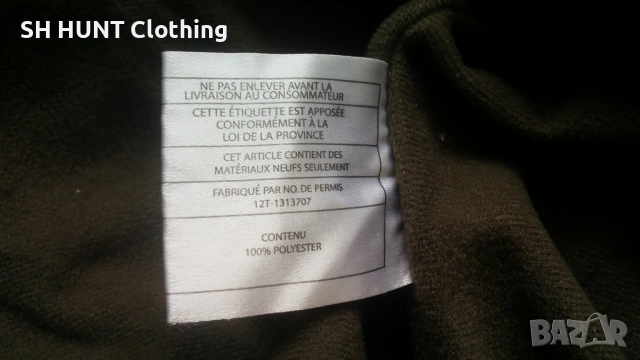 SH HUNT Clothing
NE PAS ENLEVER AVANT LA
LIVRAISON AU CONSOMMATEUR
CETTE ÉTIQUETTE EST APPOSÉE
CONFORMÉMENT À LA
LOI DE LA PROVINCE
CET ARTICLE CONTIENT DES
MATÉRIAUX NEUFS SEULEMENT
FABRIQUÉ PAR NO. DE PERMIS
12T-1313707
CONTENU
100% POLYESTER
BAZAR